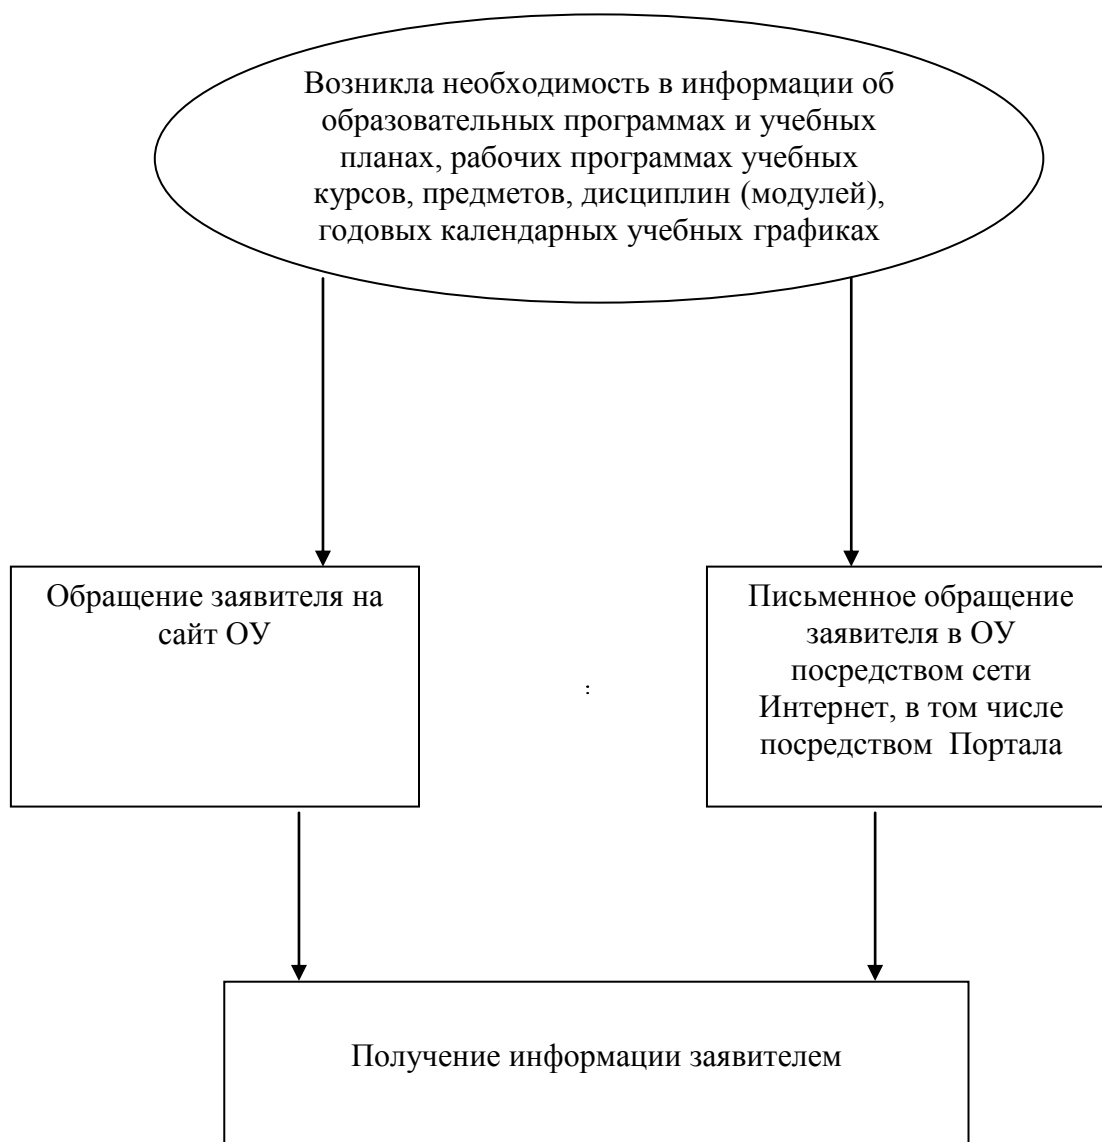 Возникла необходимость в информации об
образовательных программах и учебных
планах, рабочих программах учебных
курсов, предметов, дисциплин (модулей),
годовых календарных учебных графиках
Обращение заявителя на
сайт ОУ
Письменное обращение
заявителя в ОУ
посредством сети
Интернет, в том числе
посредством Портала
:
Получение информации заявителем